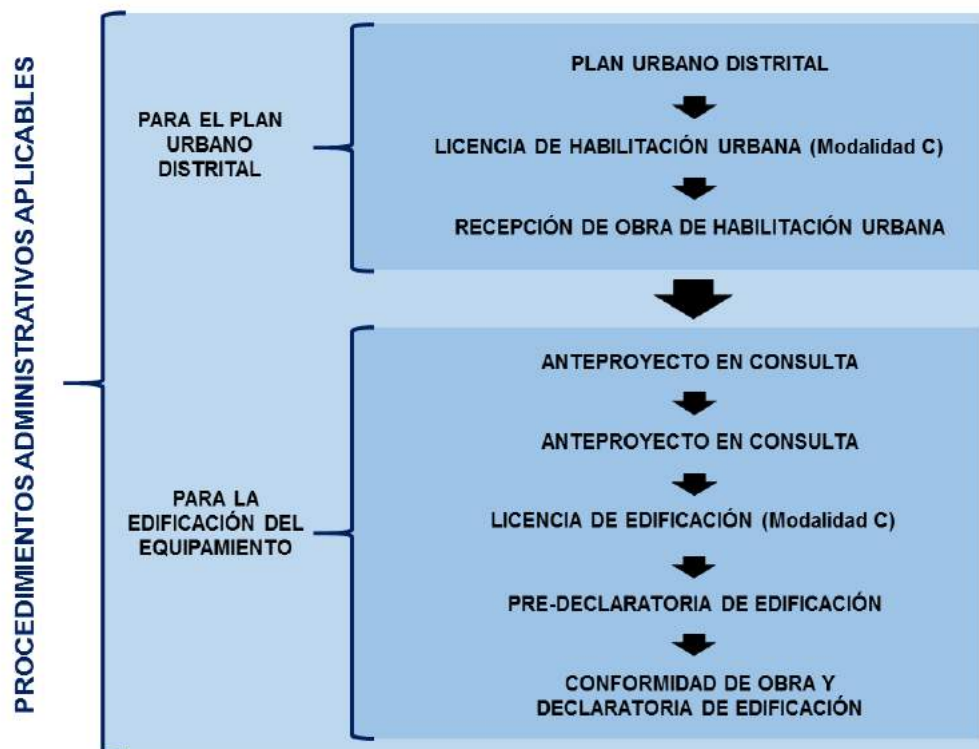 PROCEDIMIENTOS ADMINISTRATIVOS APLICABLES
PARA EL PLAN
URBANO
DISTRITAL
PLAN URBANO DISTRITAL
LICENCIA DE HABILITACIÓN URBANA (Modalidad C)
RECEPCIÓN DE OBRA DE HABILITACIÓN URBANA
PARA LA
EDIFICACIÓN DEL
EQUIPAMIENTO
ANTEPROYECTO EN CONSULTA
ANTEPROYECTO EN CONSULTA
LICENCIA DE EDIFICACIÓN (Modalidad C)
PRE-DECLARATORIA DE EDIFICACIÓN
CONFORMIDAD DE OBRA Y
DECLARATORIA DE EDIFICACIÓN